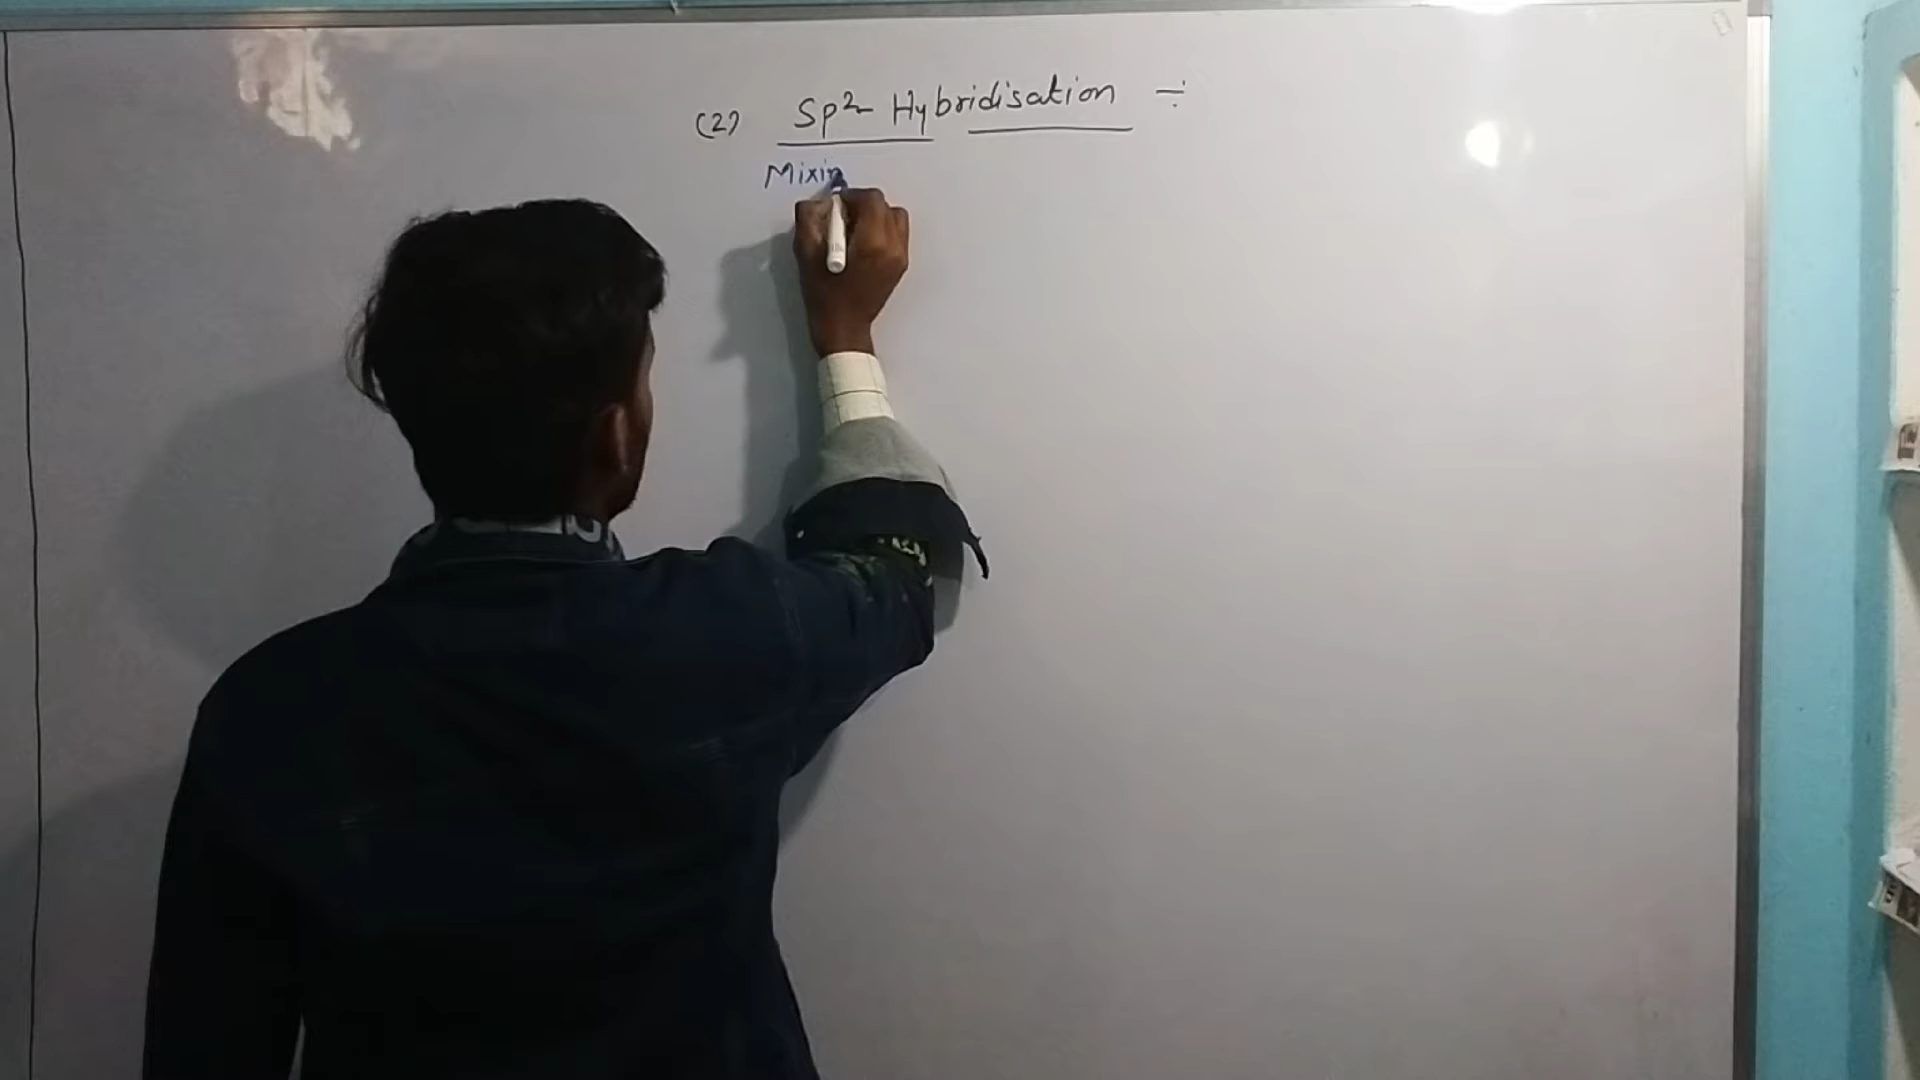 (2) Sp2- Hybridisation ÷
Mixin